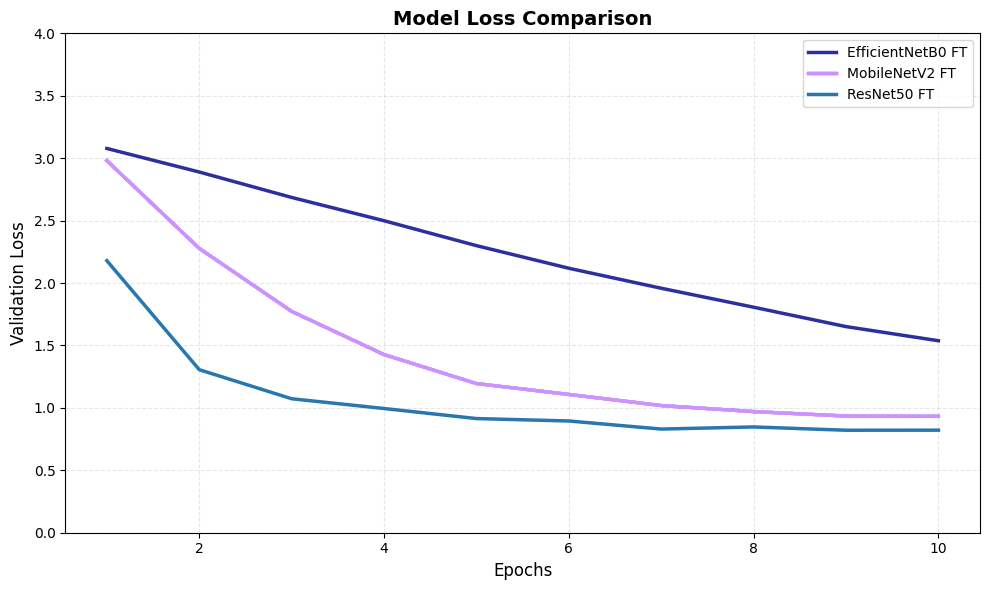 Model Loss Comparison
EfficientNetB0 FT
MobileNetV2 FT
ResNet50 FT
Validation Loss
4.0
3.5
3.0
2.5
2.0
1.5
1.0
0.5
0.0
2
4
6
8
10
Epochs